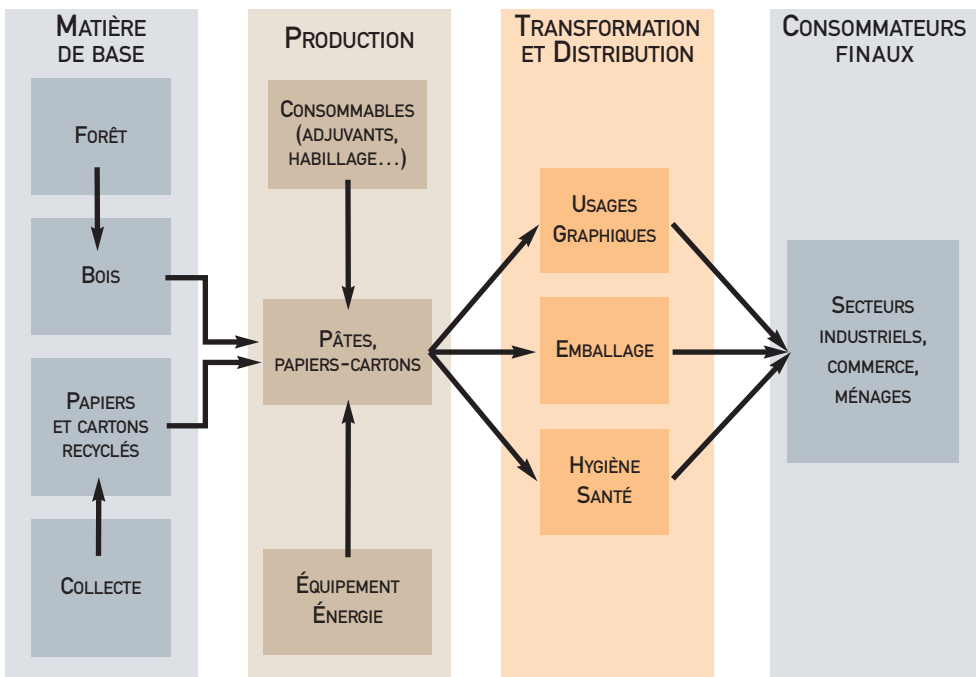 Matière
de base
Production
Transformation
et Distribution
Consommateurs
finaux
Forêt
Bois
Papiers
et cartons
recyclés
Collecte
Consommables
(adjuvants,
habillage…)
Pâtes,
papiers-cartons
Équipement
Énergie
Usages
Graphiques
Emballage
Hygiène
Santé
Secteurs
industriels,
commerce,
ménages